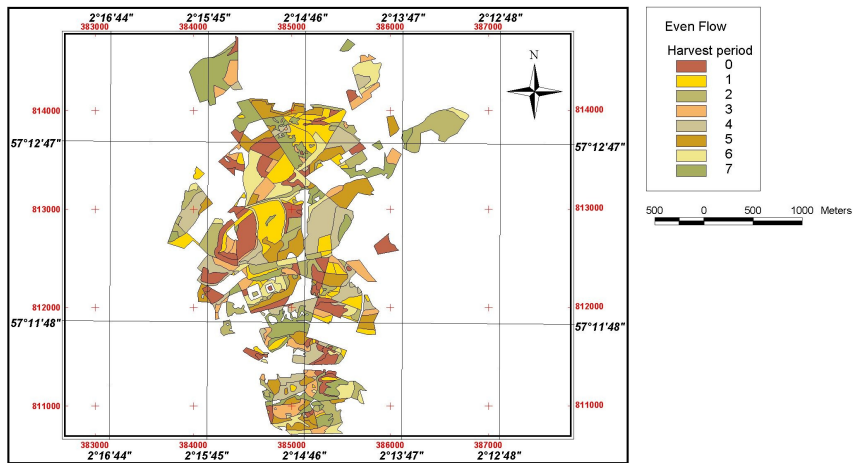 2°16'44" 2°15'45" 2°14'46" 2°13'47" 2°12'48"
383000 384000 385000 386000 387000
N
814000 814000
57°12'47" 57°12'47"
813000 813000
812000 812000
57°11'48" 57°11'48"
811000 811000
383000 384000 385000 386000 387000
2°16'44" 2°15'45" 2°14'46" 2°13'47" 2°12'48"
Even Flow
Harvest period
0
1
2
3
4
5
6
7
500 0 500 1000 Meters